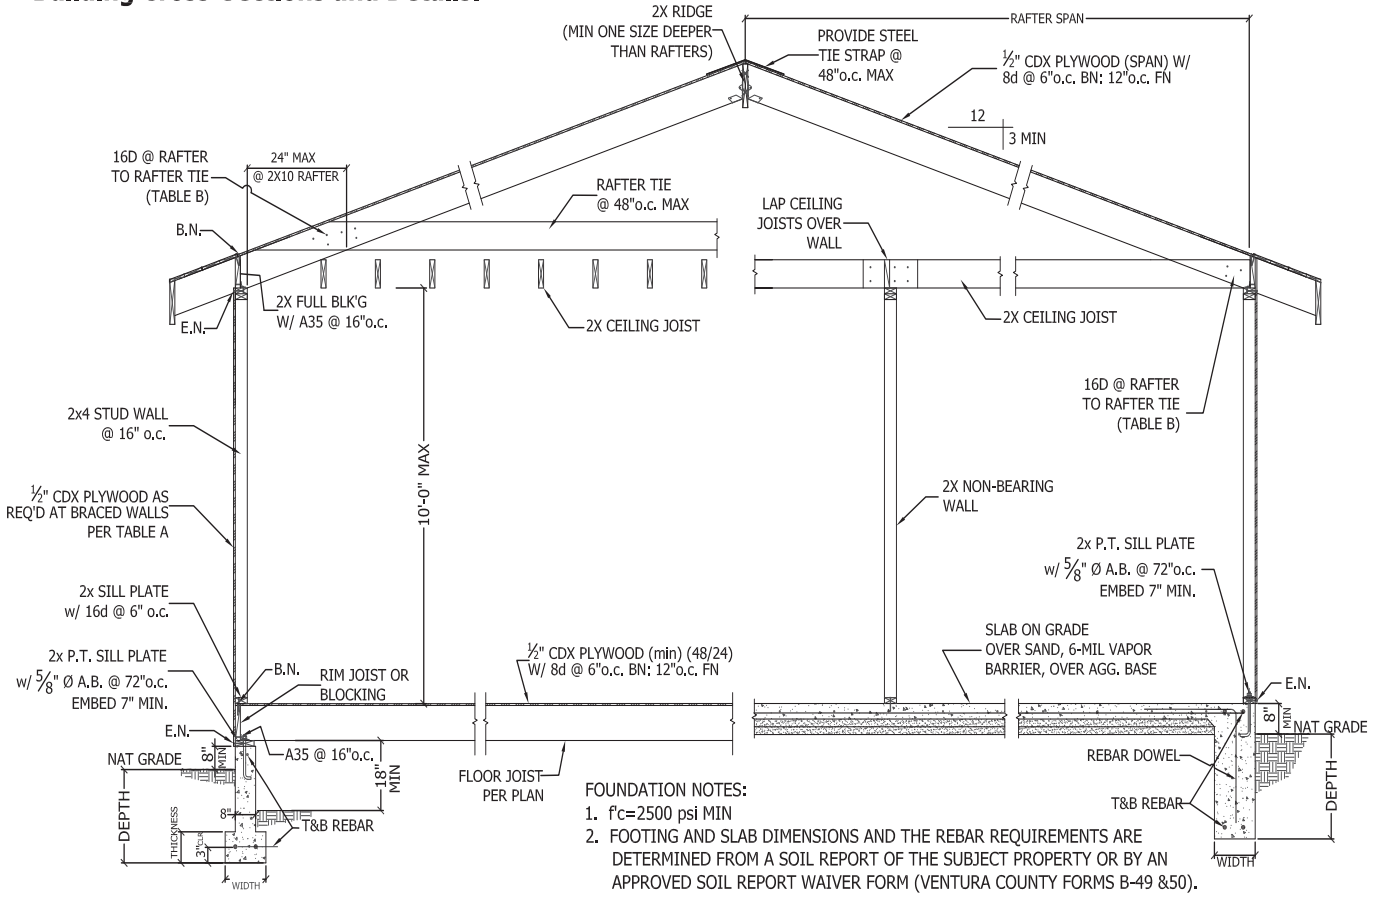 2X RIDGE
(MIN ONE SIZE DEEPER
THAN RAFTERS)
RAFTER SPAN
PROVIDE STEEL
TIE STRAP @
48"o.c. MAX
½" CDX PLYWOOD (SPAN) W/
8d @ 6"o.c. BN; 12"o.c. FN
12
3 MIN
16D @ RAFTER
TO RAFTER TIE
(TABLE B)
24" MAX
@ 2X10 RAFTER
RAFTER TIE
@ 48"o.c. MAX
LAP CEILING
JOISTS OVER
WALL
B.N.
E.N.
2X FULL BLK'G
W/ A35 @ 16"o.c.
2X CEILING JOIST
2X CEILING JOIST
2x4 STUD WALL
@ 16" o.c.
10'-0" MAX
16D @ RAFTER
TO RAFTER TIE
(TABLE B)
½" CDX PLYWOOD AS
REQ'D AT BRACED WALLS
PER TABLE A
2X NON-BEARING
WALL
2x P.T. SILL PLATE
w/ ⅝" Ø A.B. @ 72"o.c.
EMBED 7" MIN.
2x SILL PLATE
w/ 16d @ 6" o.c.
SLAB ON GRADE
OVER SAND, 6-MIL VAPOR
BARRIER, OVER AGG. BASE
2x P.T. SILL PLATE
w/ ⅝" Ø A.B. @ 72"o.c.
EMBED 7" MIN.
B.N.
RIM JOIST OR
BLOCKING
½" CDX PLYWOOD (min) (48/24)
W/ 8d @ 6"o.c. BN; 12"o.c. FN
E.N.
E.N.
8"
MIN
NAT GRADE
NAT GRADE
8"
MIN
A35 @ 16"o.c.
18"
MIN
FLOOR JOIST
PER PLAN
REBAR DOWEL
T&B REBAR
DEPTH
WIDTH
DEPTH
THICKNESS
8"
3"CLR
T&B REBAR
WIDTH
FOUNDATION NOTES:
1. f'c=2500 psi MIN
2. FOOTING AND SLAB DIMENSIONS AND THE REBAR REQUIREMENTS ARE
DETERMINED FROM A SOIL REPORT OF THE SUBJECT PROPERTY OR BY AN
APPROVED SOIL REPORT WAIVER FORM (VENTURA COUNTY FORMS B-49 &50).